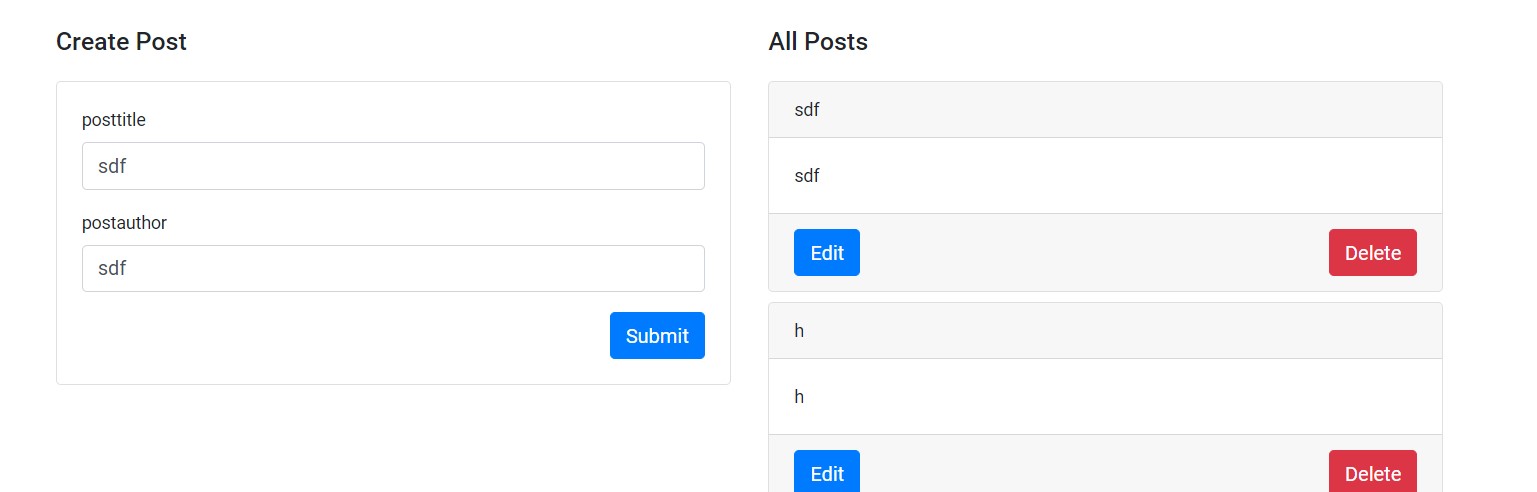 Create Post
posttitle
sdf
postauthor
sdf
Submit
All Posts
sdf
sdf
Edit Delete
h
h
Edit Delete